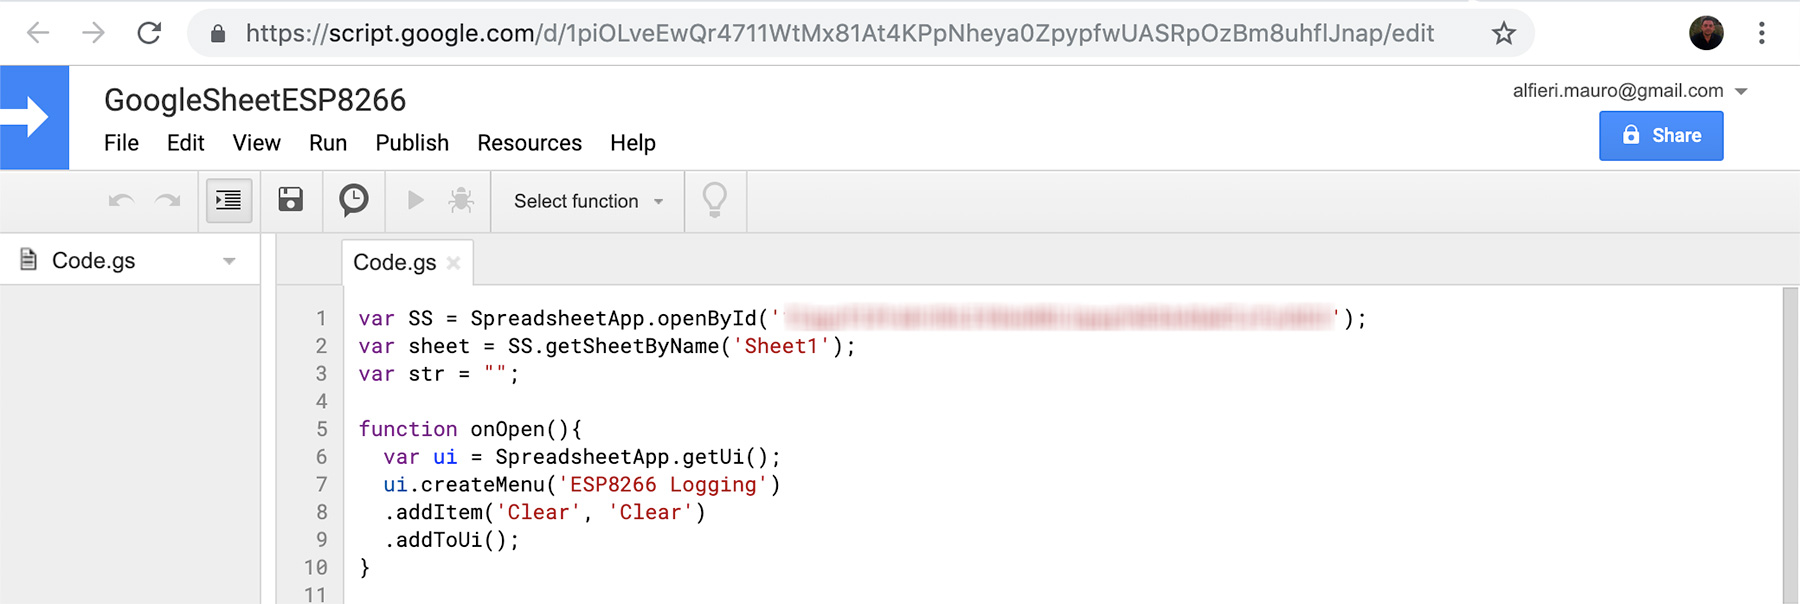 https://script.google.com/d/1piOLveEwQr4711WtMx81At4KPpNheya0ZpypfwUASRpOzBm8uhflJnap/edit
GoogleSheetESP8266
alfieri.mauro@gmail.com
File Edit View Run Publish Resources Help
Share
Select function
Code.gs
Code.gs
1 var SS = SpreadsheetApp.openById('');
2 var sheet = SS.getSheetByName('Sheet1');
3 var str = "";
4
5 function onOpen(){
6 var ui = SpreadsheetApp.getUi();
7 ui.createMenu('ESP8266 Logging')
8 .addItem('Clear', 'Clear')
9 .addToUi();
10 }
11